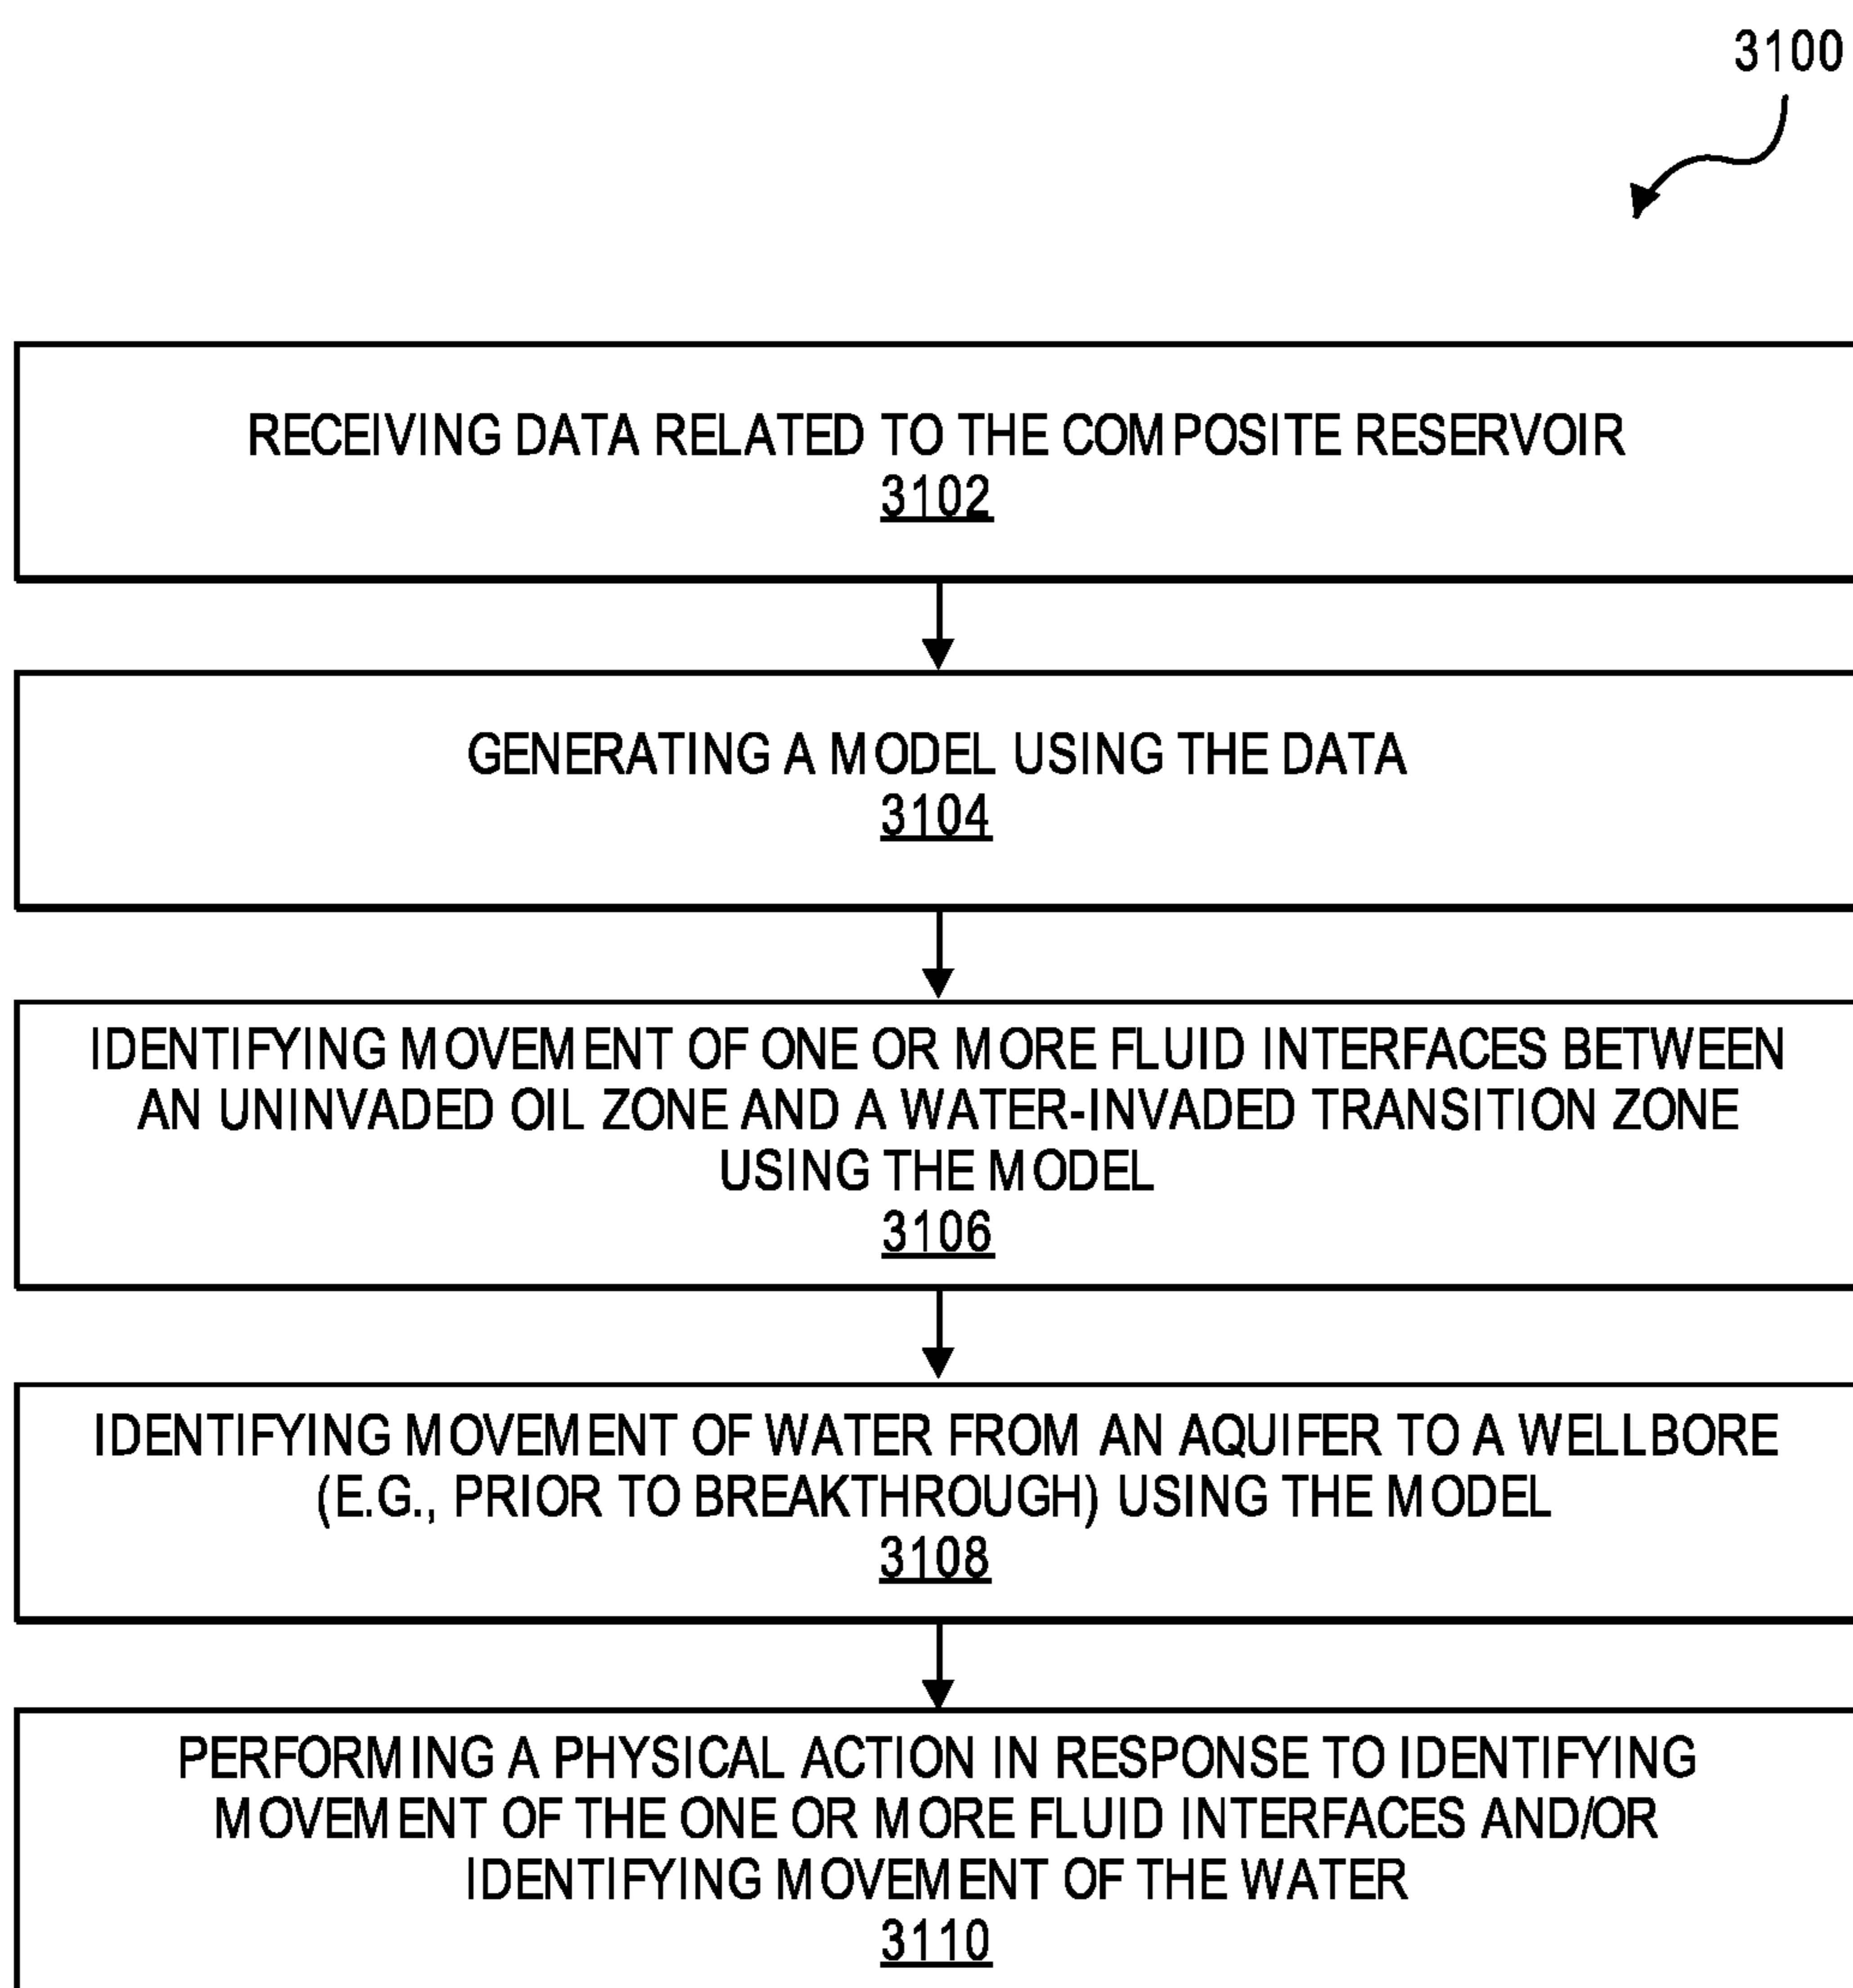 3100
RECEIVING DATA RELATED TO THE COMPOSITE RESERVOIR
3102
GENERATING A MODEL USING THE DATA
3104
IDENTIFYING MOVEMENT OF ONE OR MORE FLUID INTERFACES BETWEEN
AN UNINVADED OIL ZONE AND A WATER-INVADED TRANSITION ZONE
USING THE MODEL
3106
IDENTIFYING MOVEMENT OF WATER FROM AN AQUIFER TO A WELLBORE
(E.G., PRIOR TO BREAKTHROUGH) USING THE MODEL
3108
PERFORMING A PHYSICAL ACTION IN RESPONSE TO IDENTIFYING
MOVEMENT OF THE ONE OR MORE FLUID INTERFACES AND/OR
IDENTIFYING MOVEMENT OF THE WATER
3110